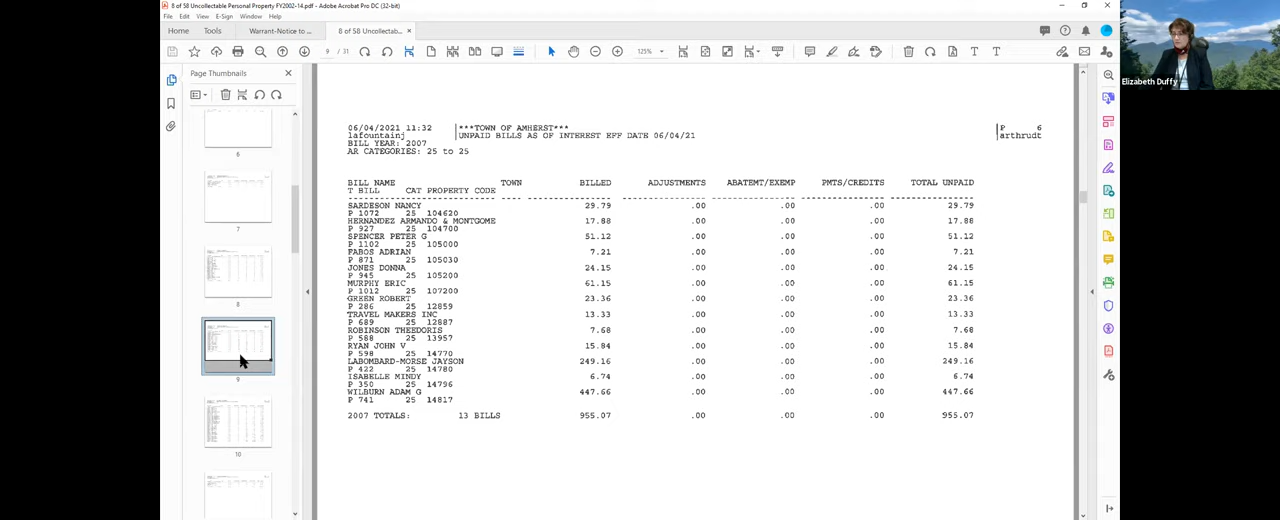 8 of 58 Uncollectable Personal Property FY2002-14.pdf - Adobe Acrobat Pro DC (32-bit)
File Edit View E-Sign Window Help
Home Tools Warrant-Notice to ... 8 of 58 Uncollectab... ×
9 / 31 125%
Page Thumbnails
6
7
8
9
10
06/04/2021 11:32 |***TOWN OF AMHERST*** |P 6
lafountainj |UNPAID BILLS AS OF INTEREST EFF DATE 06/04/21 |arthrudt
BILL YEAR: 2007
AR CATEGORIES: 25 to 25
BILL NAME TOWN BILLED ADJUSTMENTS ABATEMT/EXEMP PMTS/CREDITS TOTAL UNPAID
T BILL CAT PROPERTY CODE
SARDESON NANCY 29.79 .00 .00 .00 29.79
P 1072 25 104620
HERNANDEZ ARMANDO & MONTGOME 17.88 .00 .00 .00 17.88
P 927 25 104700
SPENCER PETER G 51.12 .00 .00 .00 51.12
P 1102 25 105000
FABOS ADRIAN 7.21 .00 .00 .00 7.21
P 871 25 105030
JONES DONNA 24.15 .00 .00 .00 24.15
P 945 25 105200
MURPHY ERIC 61.15 .00 .00 .00 61.15
P 1012 25 107200
GREEN ROBERT 23.36 .00 .00 .00 23.36
P 286 25 12859
TRAVEL MAKERS INC 13.33 .00 .00 .00 13.33
P 689 25 12887
ROBINSON THEEDORIS 7.68 .00 .00 .00 7.68
P 588 25 13957
RYAN JOHN V 15.84 .00 .00 .00 15.84
P 598 25 14770
LABOMBARD-MORSE JAYSON 249.16 .00 .00 .00 249.16
P 422 25 14780
ISABELLE MINDY 6.74 .00 .00 .00 6.74
P 350 25 14796
WILBURN ADAM G 447.66 .00 .00 .00 447.66
P 741 25 14817
2007 TOTALS: 13 BILLS 955.07 .00 .00 .00 955.07
Elizabeth Duffy